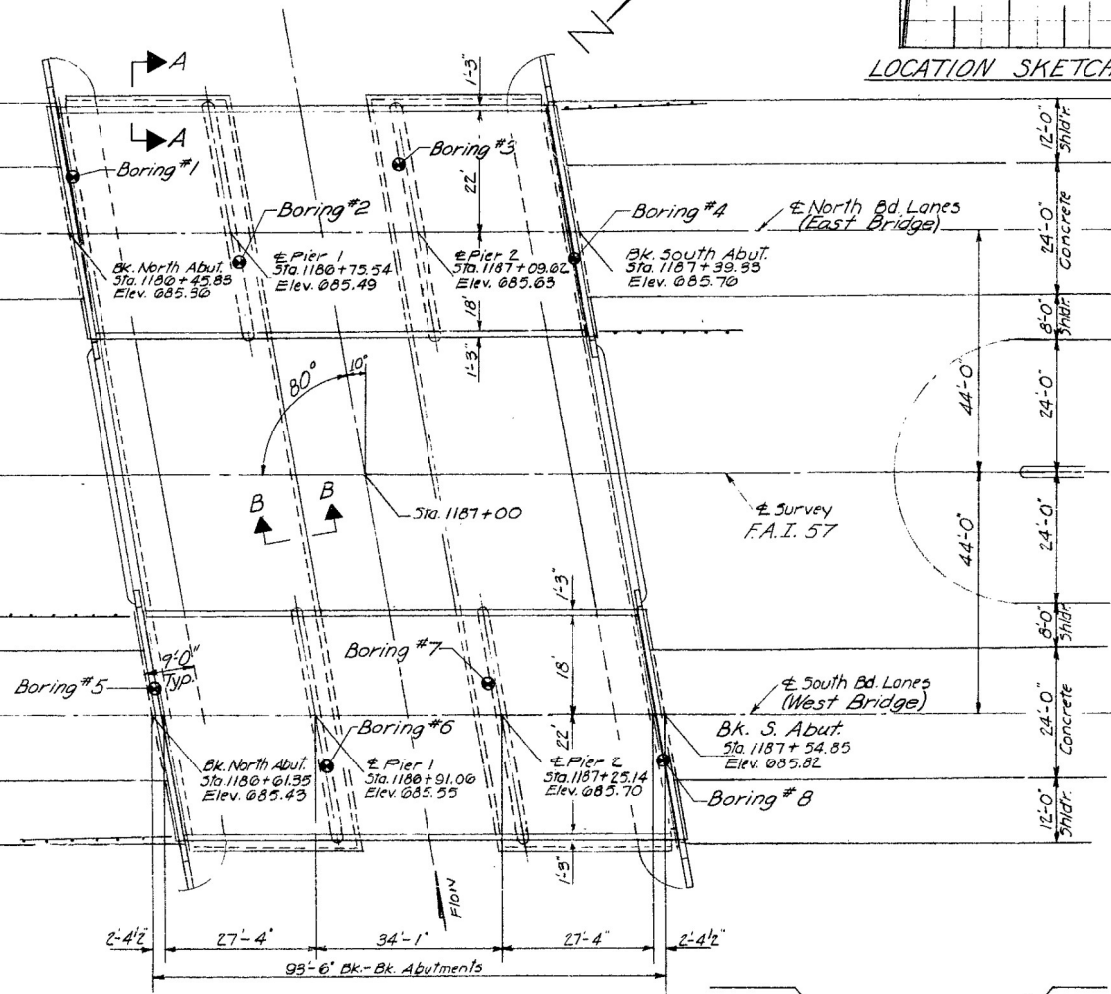 N
LOCATION SKETCH
A
A
1'-3"
12'-0"
Shld'r.
Boring #1
Boring #3
22'
Boring #2
Boring #4
℄ North Bd. Lanes
(East Bridge)
24'-0"
Concrete
Bk. North Abut.
Sta. 1186+45.83
Elev. 685.36
℄ Pier 1
Sta. 1186+75.54
Elev. 685.49
℄ Pier 2
Sta. 1187+09.62
Elev. 685.63
Bk. South Abut.
Sta. 1187+39.33
Elev. 685.76
18'
8'-0"
Shldr.
1'-3"
80°
10°
44'-0"
24'-0"
B
B
Sta. 1187+00
℄ Survey
F.A.I. 57
44'-0"
24'-0"
1'-3"
8'-0"
Shldr.
9'-0"
Typ.
Boring #5
Boring #7
18'
℄ South Bd. Lanes
(West Bridge)
24'-0"
Concrete
Boring #6
22'
Bk. S. Abut.
Sta. 1187+54.85
Elev. 685.82
Bk. North Abut.
Sta. 1186+61.35
Elev. 685.43
℄ Pier 1
Sta. 1186+91.06
Elev. 685.55
℄ Pier 2
Sta. 1187+25.14
Elev. 685.70
Boring #8
12'-0"
Shldr.
1'-3"
FLOW
2'-4½"
27'-4"
34'-1"
27'-4"
2'-4½"
93'-6" Bk.-Bk. Abutments